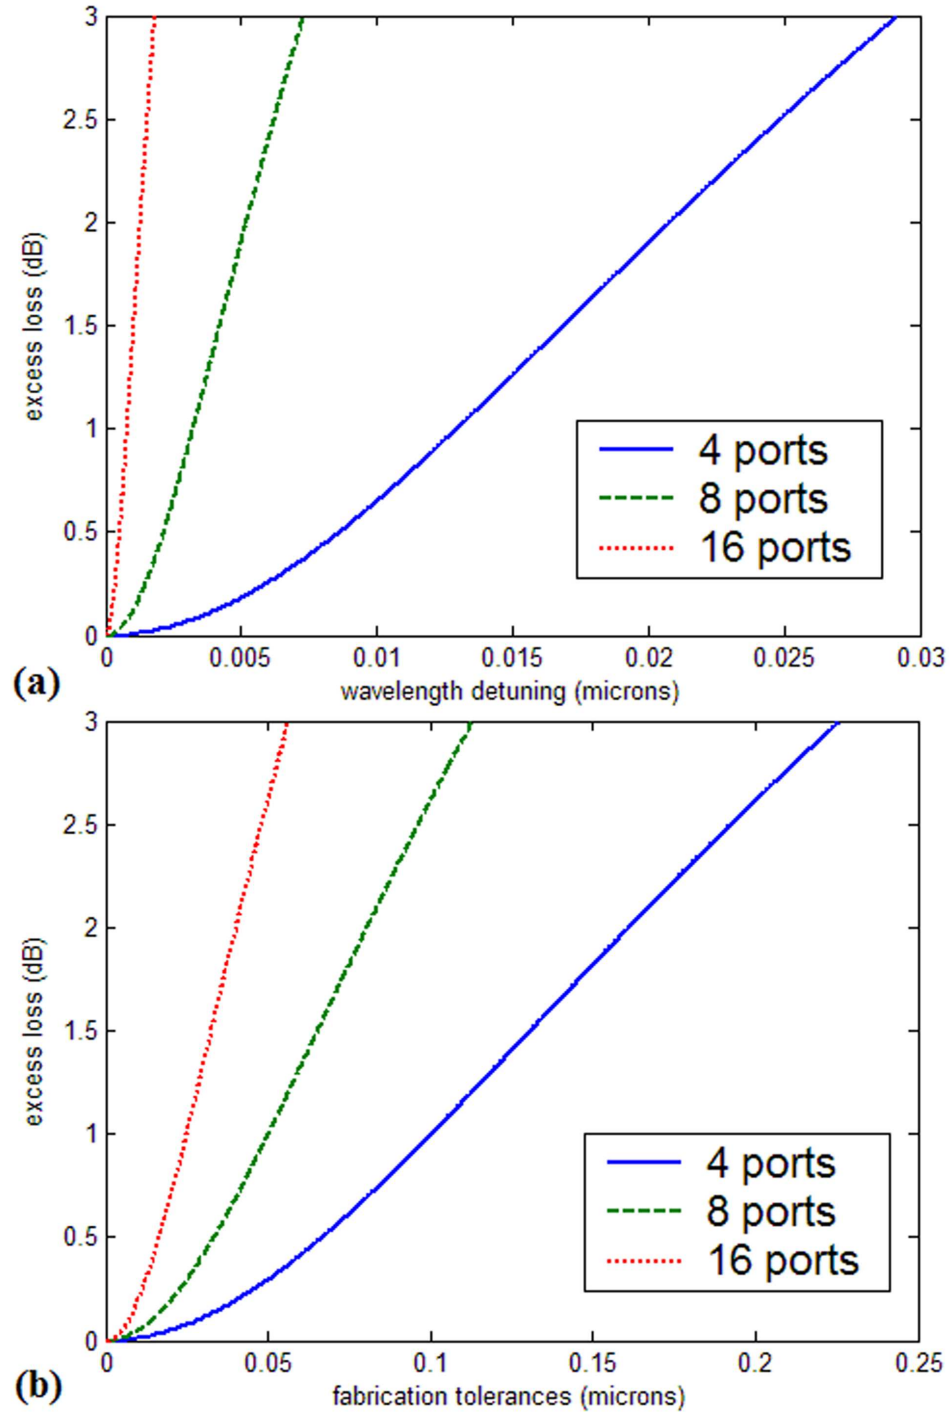 3
2.5
2
1.5
1
0.5
0
excess loss (dB)
4 ports
8 ports
16 ports
0 0.005 0.01 0.015 0.02 0.025 0.03
(a)
wavelength detuning (microns)
3
2.5
2
1.5
1
0.5
0
excess loss (dB)
4 ports
8 ports
16 ports
0 0.05 0.1 0.15 0.2 0.25
(b)
fabrication tolerances (microns)